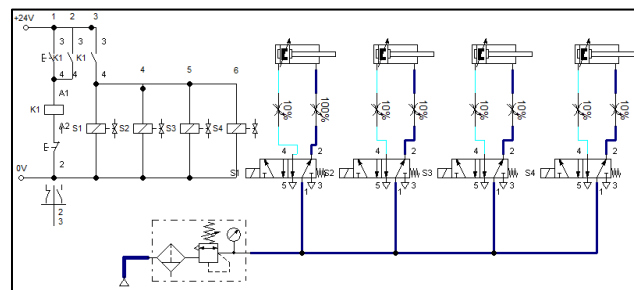 +24V 1 2 3
3 3 3
K1 K1
4 4 4 4 5 6
A1
K1
S1 S2 S3 S4
A2
2
0V
2
3
10% 100% 10% 10% 10% 10% 10% 10%
4 2 4 2 4 2 4 2
S1 S2 S3 S4
5 3 5 3 5 3 5 3
1 1 1 1